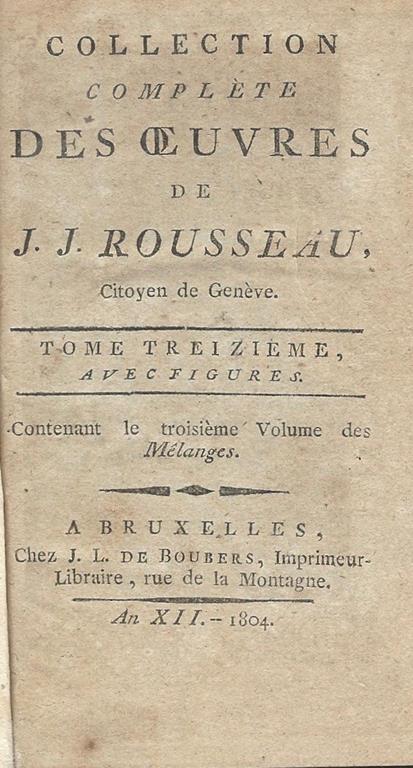 COLLECTION
COMPLÈTE
DES ŒUVRES
DE
J. J. ROUSSEAU,
Citoyen de Genève.
TOME TREIZIÈME,
AVEC FIGURES.
Contenant le troisième Volume des
Mélanges.
A BRUXELLES,
Chez J. L. DE BOUBERS, Imprimeur-
Libraire, rue de la Montagne.
An XII. - 1804.